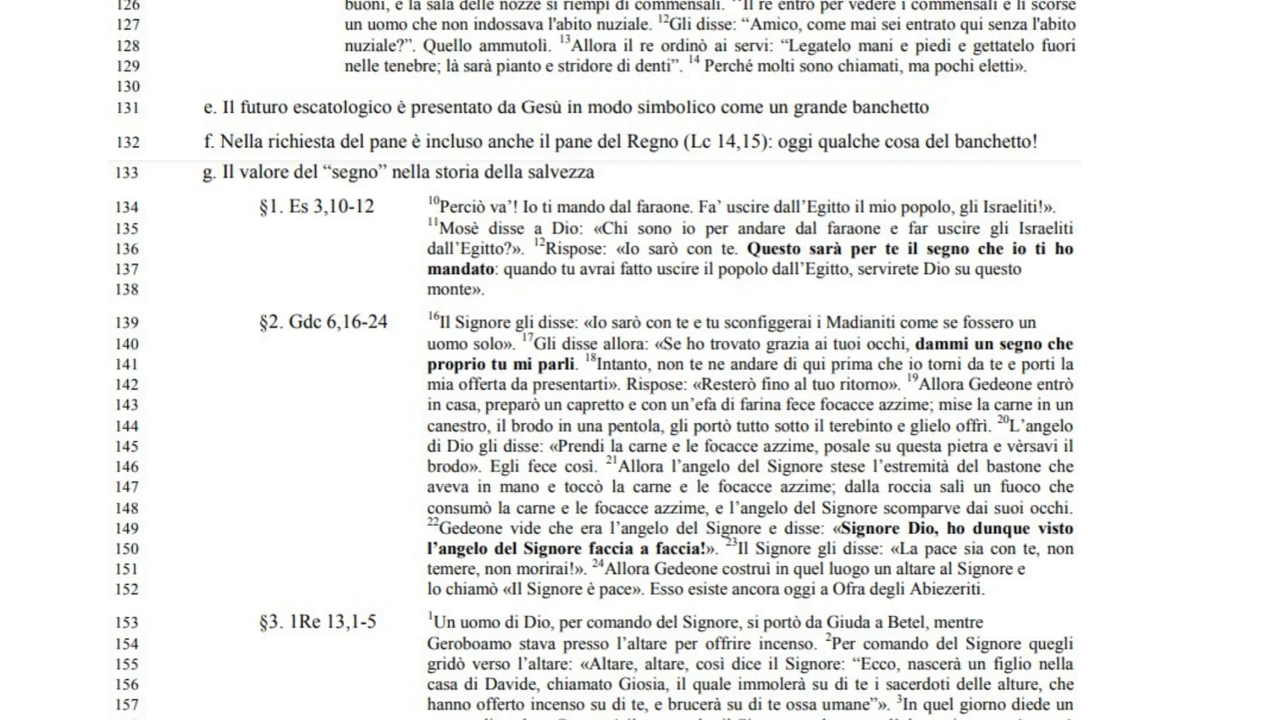 126 buoni, e la sala delle nozze si riempì di commensali. 11Il re entrò per vedere i commensali e lì scorse
127 un uomo che non indossava l'abito nuziale. 12Gli disse: “Amico, come mai sei entrato qui senza l'abito
128 nuziale?”. Quello ammutolì. 13Allora il re ordinò ai servi: “Legatelo mani e piedi e gettatelo fuori
129 nelle tenebre; là sarà pianto e stridore di denti”. 14 Perché molti sono chiamati, ma pochi eletti».
130
131 e. Il futuro escatologico è presentato da Gesù in modo simbolico come un grande banchetto
132 f. Nella richiesta del pane è incluso anche il pane del Regno (Lc 14,15): oggi qualche cosa del banchetto!
133 g. Il valore del “segno” nella storia della salvezza
134 §1. Es 3,10-12 10Perciò va’! Io ti mando dal faraone. Fa’ uscire dall’Egitto il mio popolo, gli Israeliti!».
135 11Mosè disse a Dio: «Chi sono io per andare dal faraone e far uscire gli Israeliti
136 dall’Egitto?». 12Rispose: «Io sarò con te. Questo sarà per te il segno che io ti ho
137 mandato: quando tu avrai fatto uscire il popolo dall’Egitto, servirete Dio su questo
138 monte».
139 §2. Gdc 6,16-24 16Il Signore gli disse: «Io sarò con te e tu sconfiggerai i Madianiti come se fossero un
140 uomo solo». 17Gli disse allora: «Se ho trovato grazia ai tuoi occhi, dammi un segno che
141 proprio tu mi parli. 18Intanto, non te ne andare di qui prima che io torni da te e porti la
142 mia offerta da presentarti». Rispose: «Resterò fino al tuo ritorno». 19Allora Gedeone entrò
143 in casa, preparò un capretto e con un’efa di farina fece focacce azzime; mise la carne in un
144 canestro, il brodo in una pentola, gli portò tutto sotto il terebinto e glielo offrì. 20L’angelo
145 di Dio gli disse: «Prendi la carne e le focacce azzime, posale su questa pietra e vèrsavi il
146 brodo». Egli fece così. 21Allora l’angelo del Signore stese l’estremità del bastone che
147 aveva in mano e toccò la carne e le focacce azzime; dalla roccia salì un fuoco che
148 consumò la carne e le focacce azzime, e l’angelo del Signore scomparve dai suoi occhi.
149 22Gedeone vide che era l’angelo del Signore e disse: «Signore Dio, ho dunque visto
150 l’angelo del Signore faccia a faccia!». 23Il Signore gli disse: «La pace sia con te, non
151 temere, non morirai!». 24Allora Gedeone costruì in quel luogo un altare al Signore e
152 lo chiamò «Il Signore è pace». Esso esiste ancora oggi a Ofra degli Abiezeriti.
153 §3. 1Re 13,1-5 1Un uomo di Dio, per comando del Signore, si portò da Giuda a Betel, mentre
154 Geroboamo stava presso l’altare per offrire incenso. 2Per comando del Signore quegli
155 gridò verso l’altare: «Altare, altare, così dice il Signore: “Ecco, nascerà un figlio nella
156 casa di Davide, chiamato Giosia, il quale immolerà su di te i sacerdoti delle alture, che
157 hanno offerto incenso su di te, e brucerà su di te ossa umane”». 3In quel giorno diede un